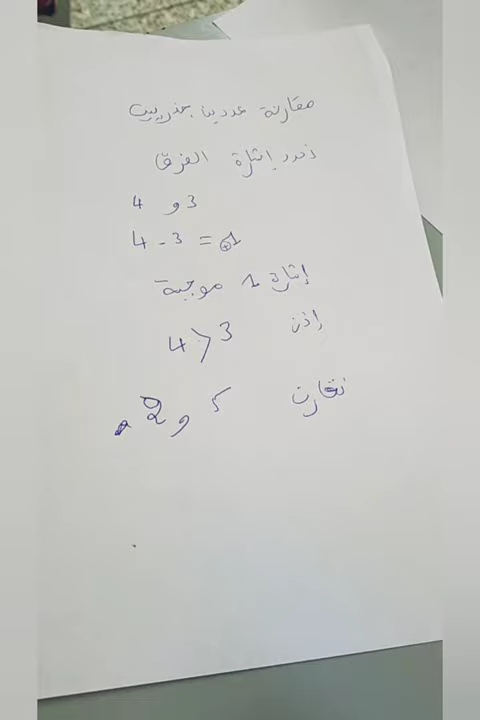 مقارنة عددين جذريين
ندرس إشارة الفرق
4 و 3
4 - 3 = ⊕1
إشارة 1 موجبة
إذن 4 > 3
نقارن 5 و 2